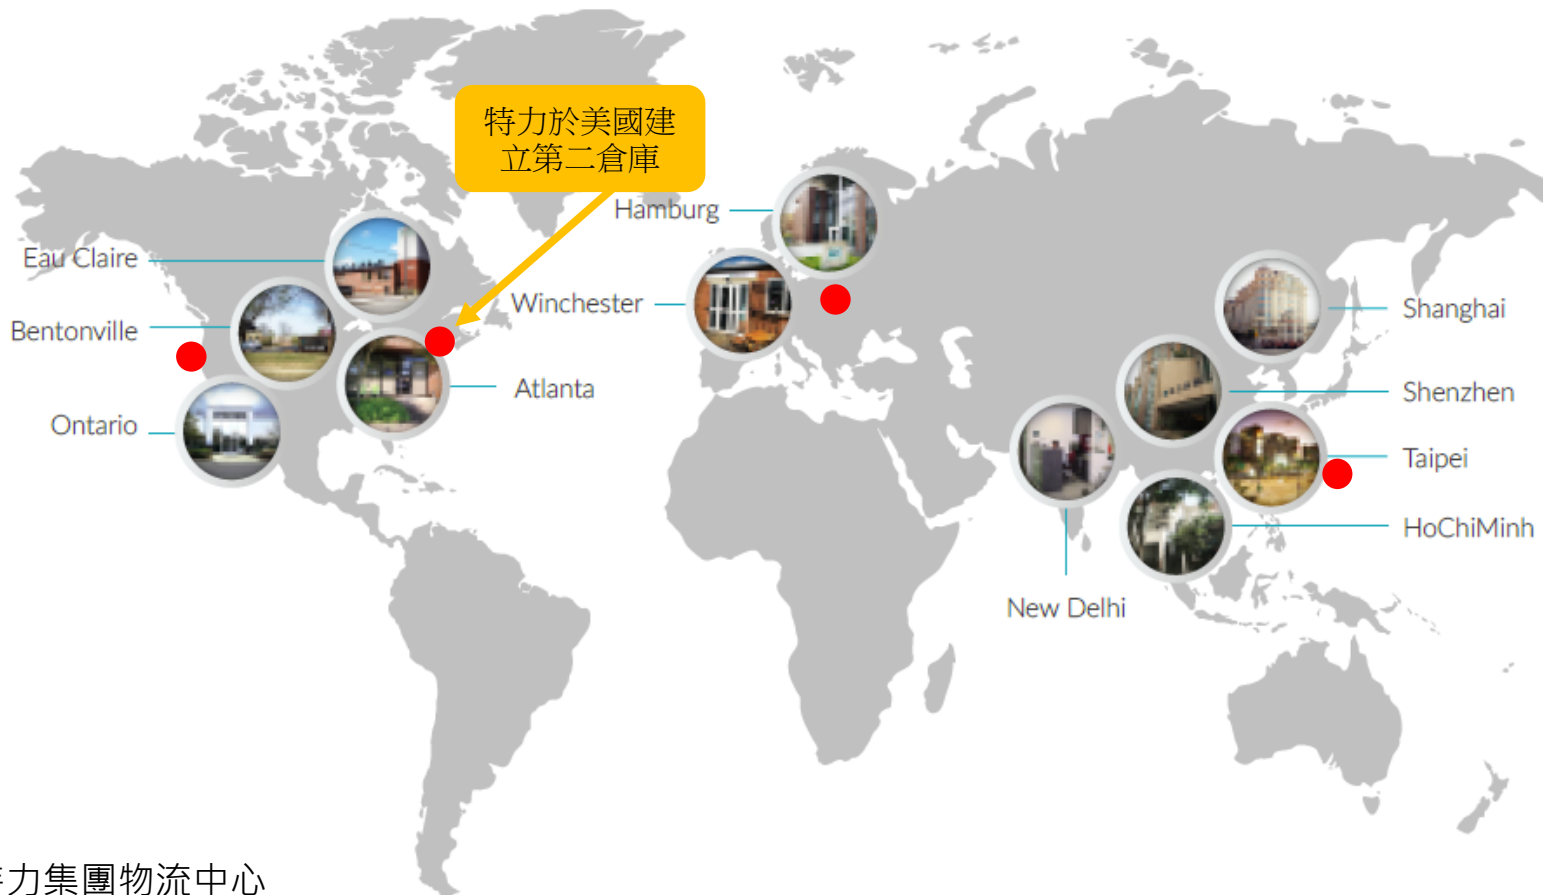 特力於美國建
立第二倉庫
Hamburg
Eau Claire
Winchester
Bentonville
Shanghai
Atlanta
Shenzhen
Ontario
Taipei
HoChiMinh
New Delhi
力集團物流中心